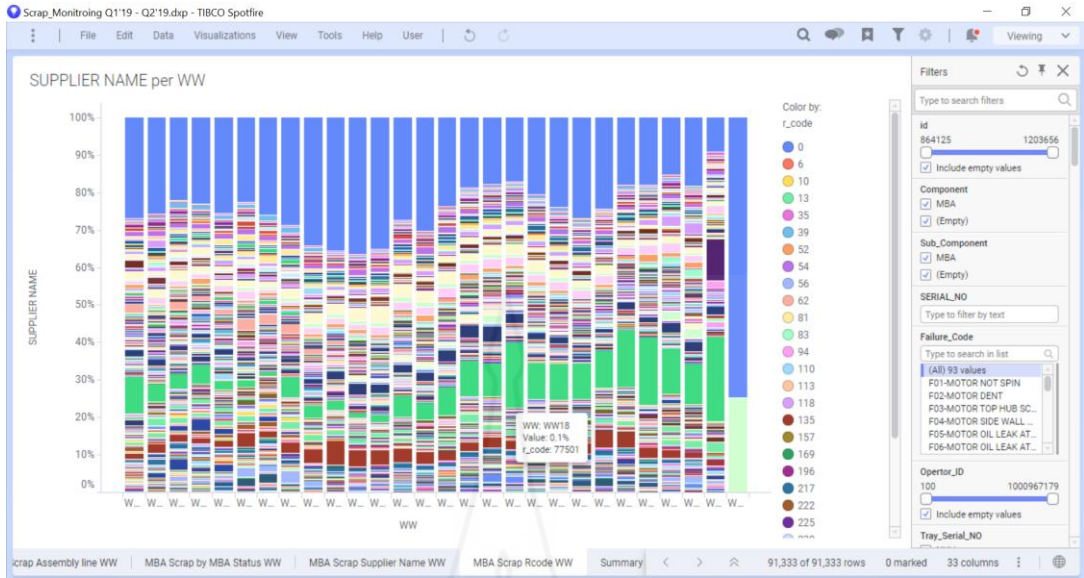 Scrap_Monitroing Q1'19 - Q2'19.dxp - TIBCO Spotfire
File Edit Data Visualizations View Tools Help User Viewing
SUPPLIER NAME per WW
100%
90%
80%
70%
60%
50%
40%
30%
20%
10%
0%
SUPPLIER NAME
W... W... W... W... W... W... W... W... W... W... W... W... W... W... W... W... W... W... W... W... W... W... W... W... W... W... W... W...
WW
WW: WW18
Value: 0.1%
r_code: 77501
Color by:
r_code
0
6
10
13
35
39
52
54
56
62
81
83
94
110
113
118
135
157
169
196
217
222
225
Filters
Type to search filters
id
864125 1203656
Include empty values
Component
MBA
(Empty)
Sub_Component
MBA
(Empty)
SERIAL_NO
Type to filter by text
Failure_Code
Type to search in list
(All) 93 values
F01-MOTOR NOT SPIN
F02-MOTOR DENT
F03-MOTOR TOP HUB SC...
F04-MOTOR SIDE WALL ...
F05-MOTOR OIL LEAK AT...
F06-MOTOR OIL LEAK AT...
Opertor_ID
100 1000967179
Include empty values
Tray_Serial_NO
scrap Assembly line WW MBA Scrap by MBA Status WW MBA Scrap Supplier Name WW MBA Scrap Rcode WW Summary 91,333 of 91,333 rows 0 marked 33 columns